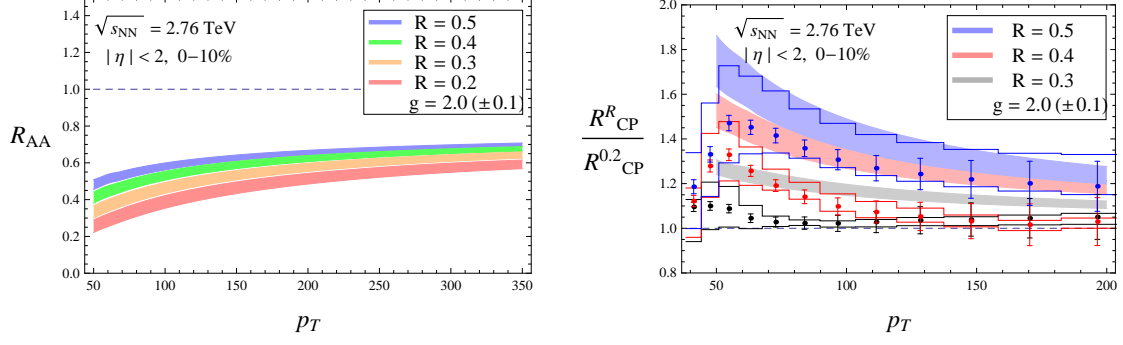 √s_NN = 2.76 TeV
|η| < 2, 0–10%
R = 0.5
R = 0.4
R = 0.3
R = 0.2
g = 2.0 (±0.1)
R_AA
1.4
1.2
1.0
0.8
0.6
0.4
0.2
0.0
50 100 150 200 250 300 350
p_T
√s_NN = 2.76 TeV
|η| < 2, 0–10%
R = 0.5
R = 0.4
R = 0.3
g = 2.0 (±0.1)
R^R_CP
R^0.2_CP
2.0
1.8
1.6
1.4
1.2
1.0
0.8
50 100 150 200
p_T